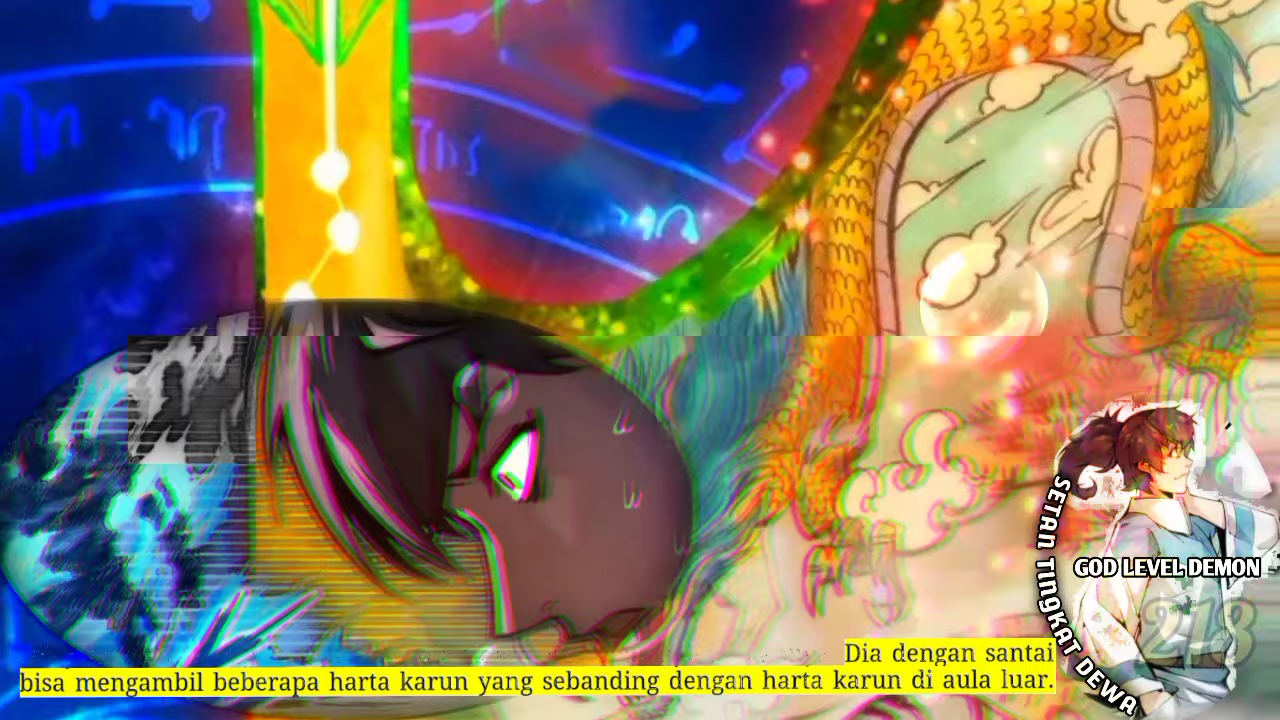 Dia dengan santai
bisa mengambil beberapa harta karun yang sebanding dengan harta karun di aula luar.
SETAN TINGKAT DEWA
GOD LEVEL DEMON
213